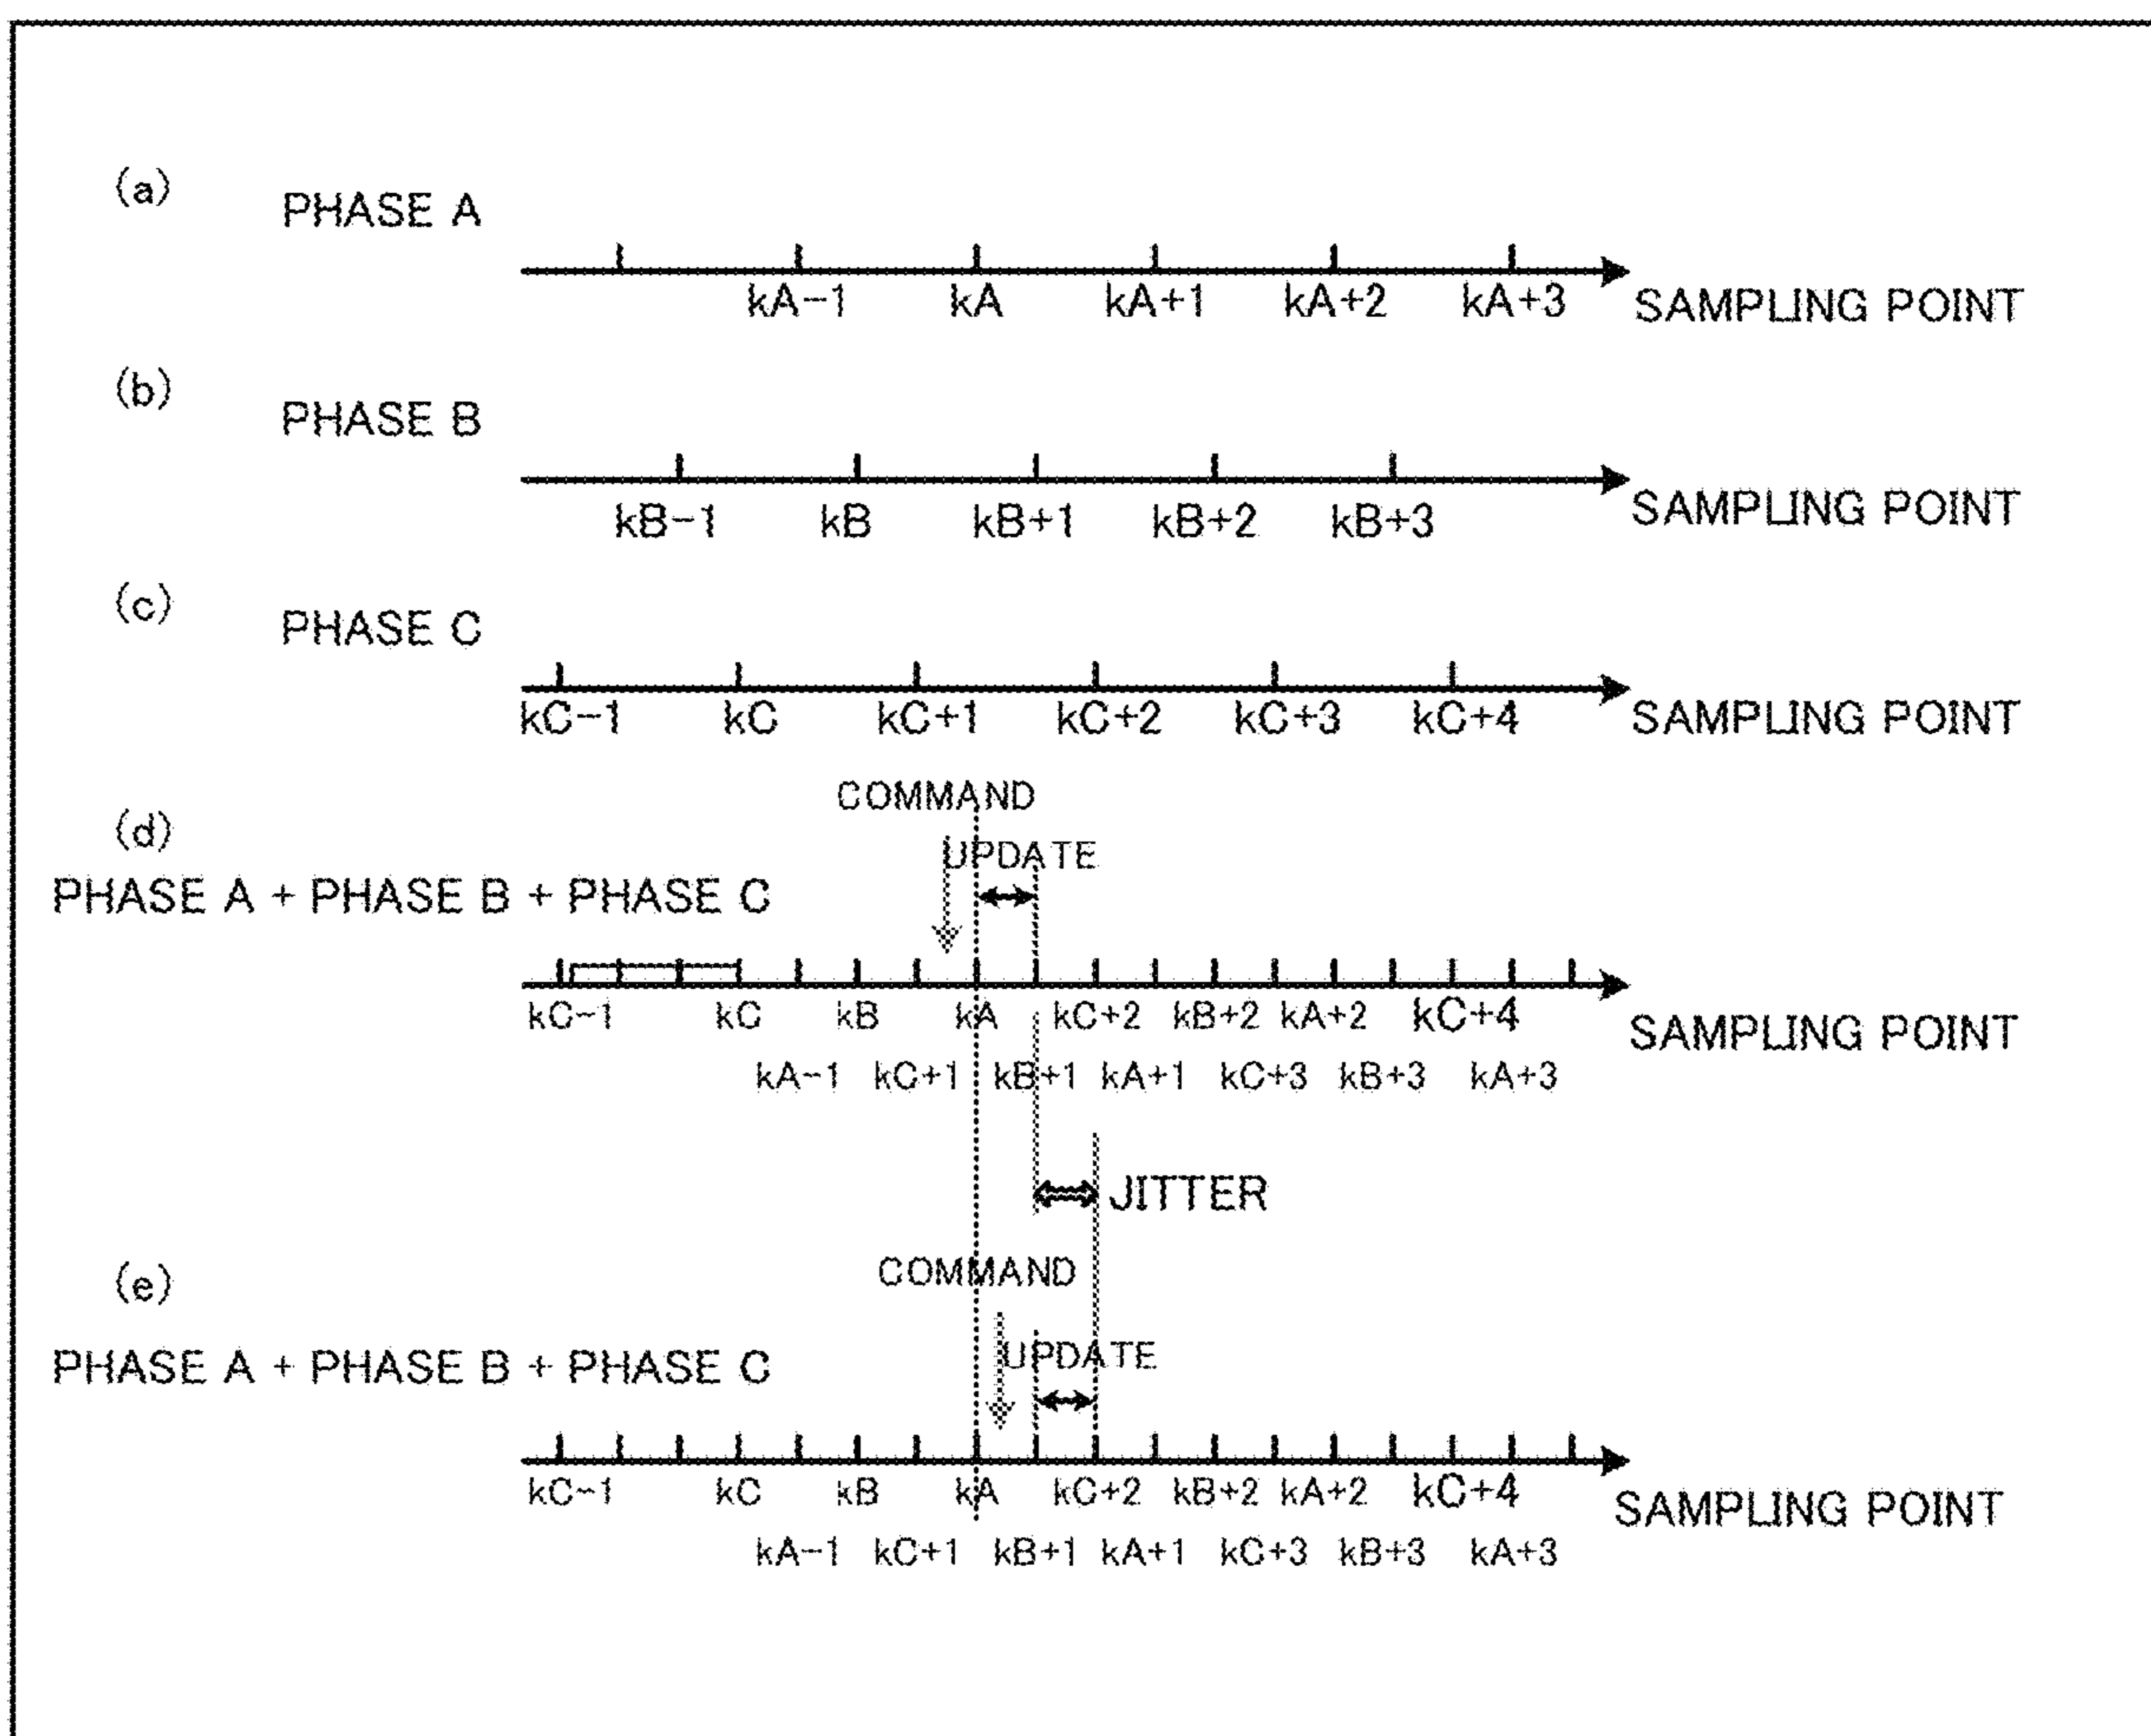 (a)
PHASE A
kA-1 kA kA+1 kA+2 kA+3 SAMPLING POINT
(b)
PHASE B
kB-1 kB kB+1 kB+2 kB+3 SAMPLING POINT
(c)
PHASE C
kC-1 kC kC+1 kC+2 kC+3 kC+4 SAMPLING POINT
COMMAND
(d)
UPDATE
PHASE A + PHASE B + PHASE C
kC-1 kC kB kA kC+2 kB+2 kA+2 kC+4 SAMPLING POINT
kA-1 kC+1 kB+1 kA+1 kC+3 kB+3 kA+3
JITTER
COMMAND
(e)
UPDATE
PHASE A + PHASE B + PHASE C
kC-1 kC kB kA kC+2 kB+2 kA+2 kC+4 SAMPLING POINT
kA-1 kC+1 kB+1 kA+1 kC+3 kB+3 kA+3